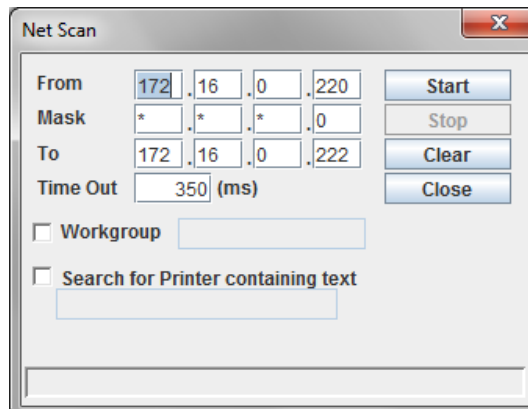 Net Scan
From 172 . 16 . 0 . 220 Start
Mask * . * . * . 0 Stop
To 172 . 16 . 0 . 222 Clear
Time Out 350 (ms) Close
Workgroup
Search for Printer containing text